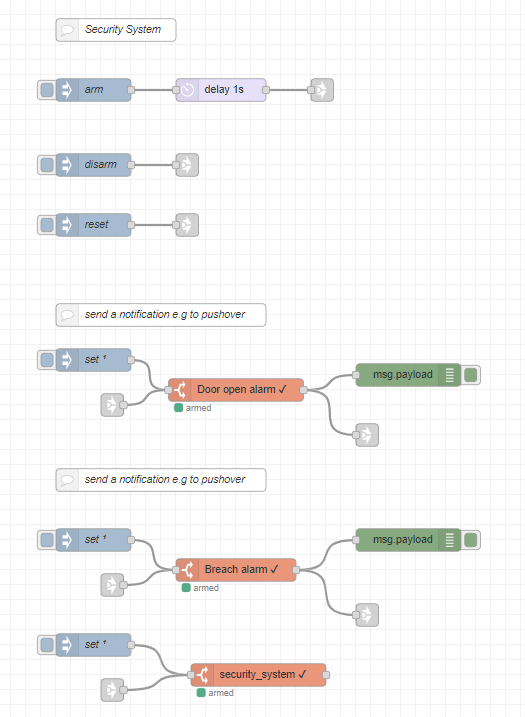 Security System
arm
delay 1s
disarm
reset
send a notification e.g to pushover
set ¹
Door open alarm ✓
msg.payload
armed
send a notification e.g to pushover
set ¹
Breach alarm ✓
msg.payload
armed
set ¹
security_system ✓
armed